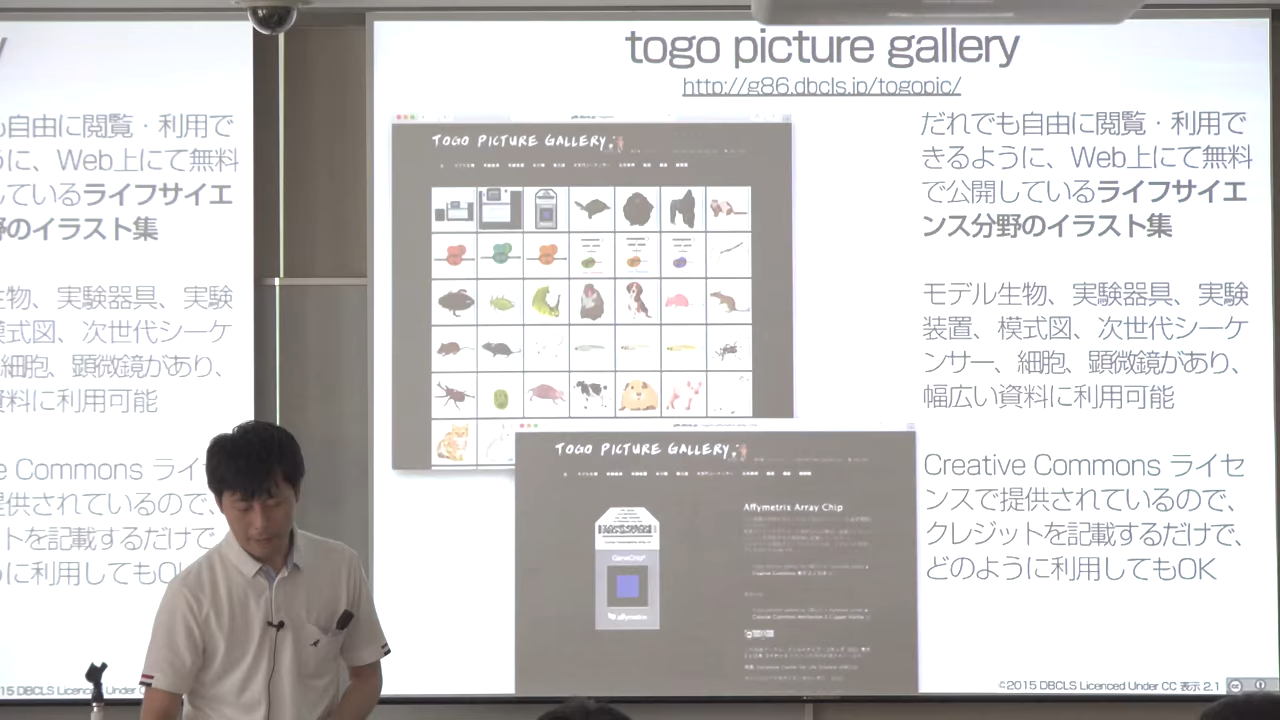 togo picture gallery
http://g86.dbcls.jp/togopic/
も自由に閲覧・利用で
うに、Web上にて無料
しているライフサイエ
野のイラスト集
生物、実験器具、実験
模式図、次世代シーケ
細胞、顕微鏡があり、
資料に利用可能
e Commons ライ
提供されているので、
トを記載するだけで
うに利用してもO
15 DBCLS Licenced Under C
TOGO PICTURE GALLERY
TOGO PICTURE GALLERY
Affymetrix Array Chip
GeneChip
affymetrix
だれでも自由に閲覧・利用で
きるように、Web上にて無料
で公開しているライフサイエ
ンス分野のイラスト集
モデル生物、実験器具、実験
装置、模式図、次世代シーケ
ンサー、細胞、顕微鏡があり、
幅広い資料に利用可能
Creative Commons ライセ
ンスで提供されているので、
クレジットを記載するだけで、
どのように利用してもOK
©2015 DBCLS Licenced Under CC 表示 2.1